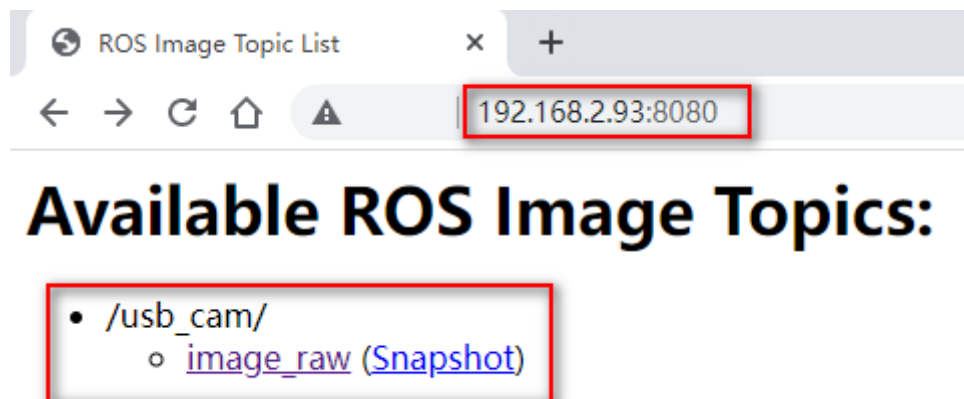 ROS Image Topic List
192.168.2.93:8080
Available ROS Image Topics:
/usb_cam/
image_raw (Snapshot)